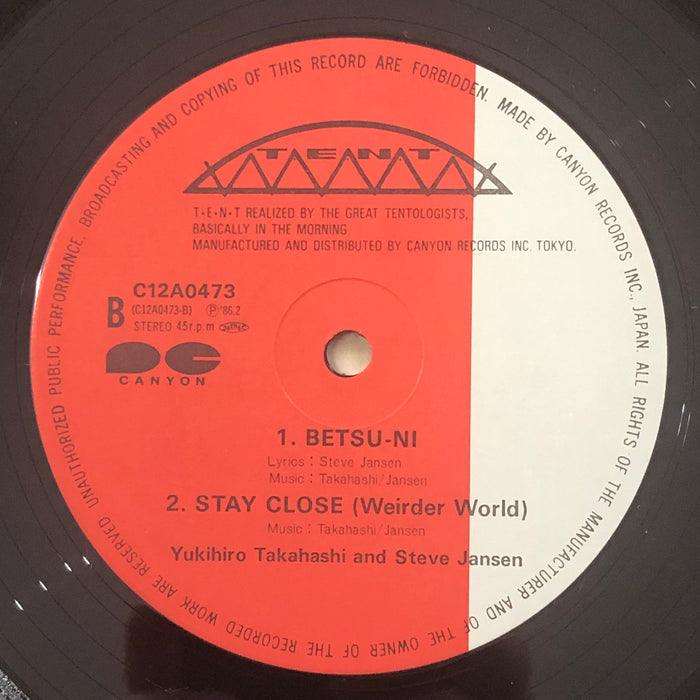 UNAUTHORIZED PUBLIC PERFORMANCE, BROADCASTING AND COPYING OF THIS RECORD ARE FORBIDDEN. MADE BY CANYON RECORDS INC., JAPAN. ALL RIGHTS OF THE MANUFACTURER AND OF THE OWNER OF THE RECORDED WORK ARE RESERVED
TENT
T•E•N•T REALIZED BY THE GREAT TENTOLOGISTS,
BASICALLY IN THE MORNING
MANUFACTURED AND DISTRIBUTED BY CANYON RECORDS INC. TOKYO.
C12A0473
B (C12A0473-B) Ⓟ'86.2
STEREO 45r.p.m
CANYON
1. BETSU-NI
Lyrics : Steve Jansen
Music : Takahashi/Jansen
2. STAY CLOSE (Weirder World)
Music : Takahashi/Jansen
Yukihiro Takahashi and Steve Jansen